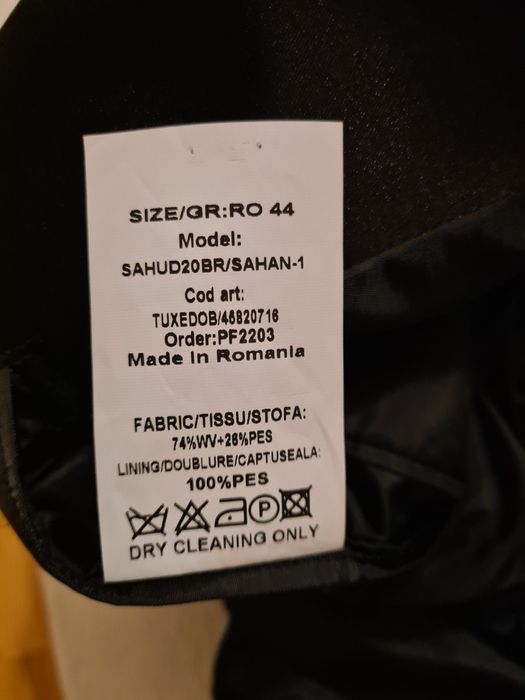 SIZE/GR:RO 44
Model:
SAHUD20BR/SAHAN-1
Cod art:
TUXEDOB/46820716
Order:PF2203
Made in Romania
FABRIC/TISSU/STOFA:
74%WV+26%PES
LINING/DOUBLURE/CAPTUSEALA:
100%PES
P
DRY CLEANING ONLY